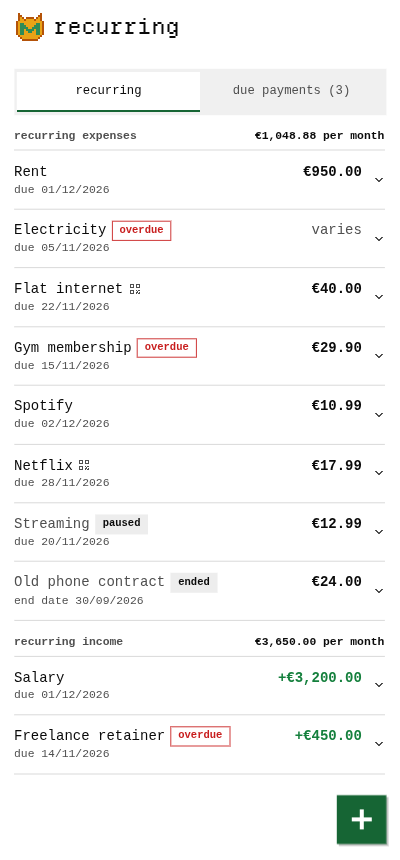 recurring
recurring due payments (3)
recurring expenses €1,048.88 per month
Rent €950.00
due 01/12/2026
Electricity overdue varies
due 05/11/2026
Flat internet €40.00
due 22/11/2026
Gym membership overdue €29.90
due 15/11/2026
Spotify €10.99
due 02/12/2026
Netflix €17.99
due 28/11/2026
Streaming paused €12.99
due 20/11/2026
Old phone contract ended €24.00
end date 30/09/2026
recurring income €3,650.00 per month
Salary +€3,200.00
due 01/12/2026
Freelance retainer overdue +€450.00
due 14/11/2026